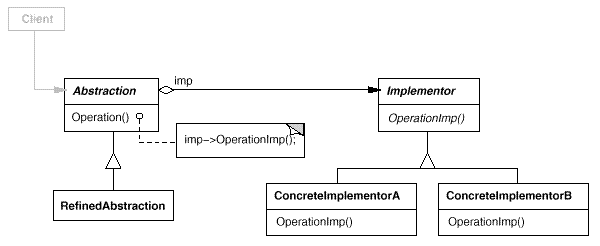 Client
Abstraction
imp
Implementor
Operation()
OperationImp()
imp->OperationImp();
RefinedAbstraction
ConcreteImplementorA
ConcreteImplementorB
OperationImp()
OperationImp()